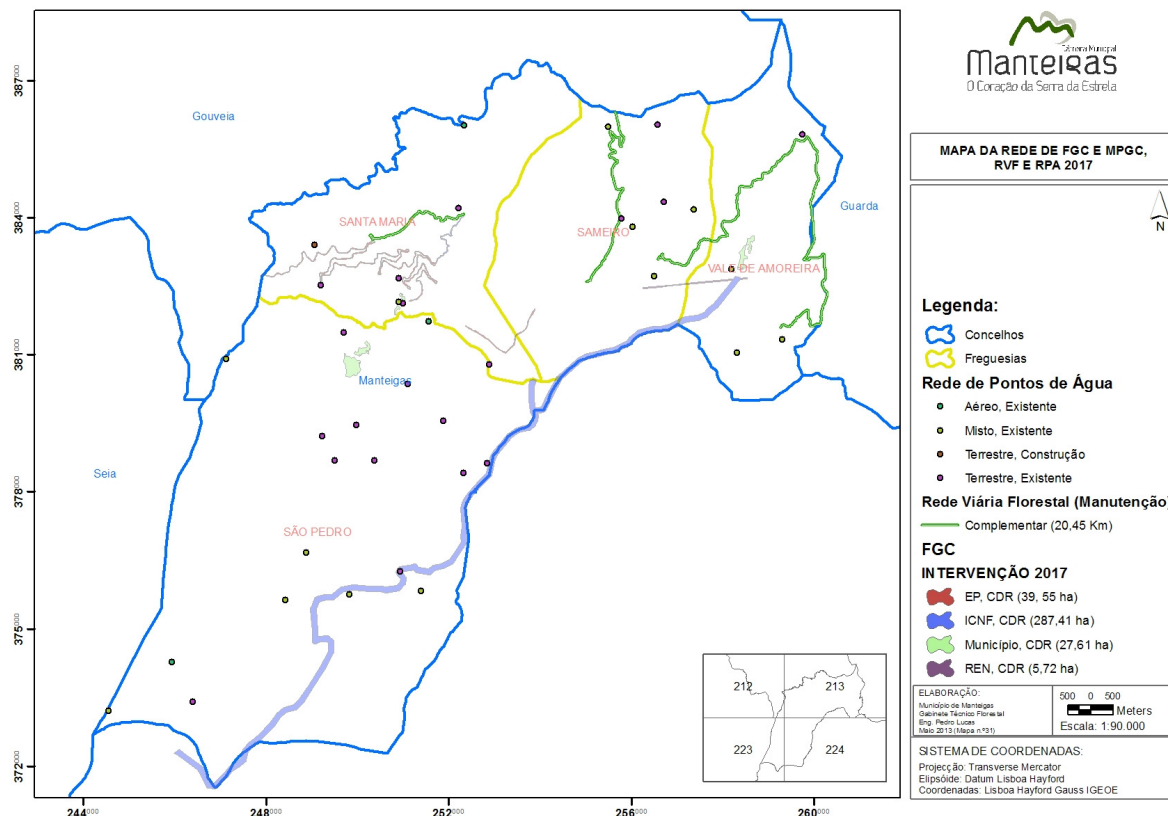 Gouveia
Guarda
Seia
Manteigas
SANTA MARIA
SAMEIRO
VALE DE AMOREIRA
SÃO PEDRO
387000
384000
381000
378000
375000
372000
244000
248000
252000
256000
260000
212
213
223
224
Câmara Municipal
Manteigas
O Coração da Serra da Estrela
MAPA DA REDE DE FGC E MPGC,
RVF E RPA 2017
N
Legenda:
Concelhos
Freguesias
Rede de Pontos de Água
Aéreo, Existente
Misto, Existente
Terrestre, Construção
Terrestre, Existente
Rede Viária Florestal (Manutenção)
Complementar (20,45 Km)
FGC
INTERVENÇÃO 2017
EP, CDR (39, 55 ha)
ICNF, CDR (287,41 ha)
Município, CDR (27,61 ha)
REN, CDR (5,72 ha)
ELABORAÇÃO:
Município de Manteigas
Gabinete Técnico Florestal
Eng. Pedro Lucas
Maio 2013 (Mapa n.º31)
500 0 500
Meters
Escala: 1:90.000
SISTEMA DE COORDENADAS:
Projecção: Transverse Mercator
Elipsóide: Datum Lisboa Hayford
Coordenadas: Lisboa Hayford Gauss IGEOE